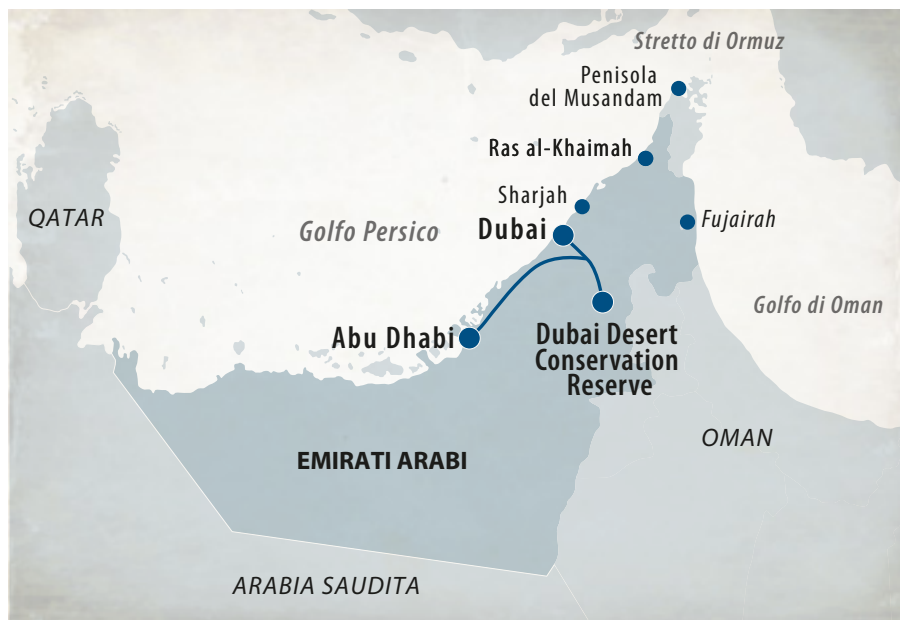 Stretto di Ormuz
Penisola
del Musandam
Ras al-Khaimah
Sharjah
QATAR
Golfo Persico
Dubai
Fujairah
Golfo di Oman
Abu Dhabi
Dubai Desert
Conservation
Reserve
OMAN
EMIRATI ARABI
ARABIA SAUDITA